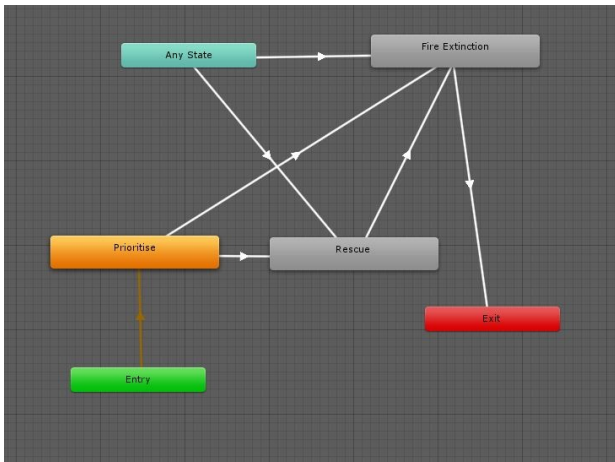 Any State
Fire Extinction
Prioritise
Rescue
Exit
Entry